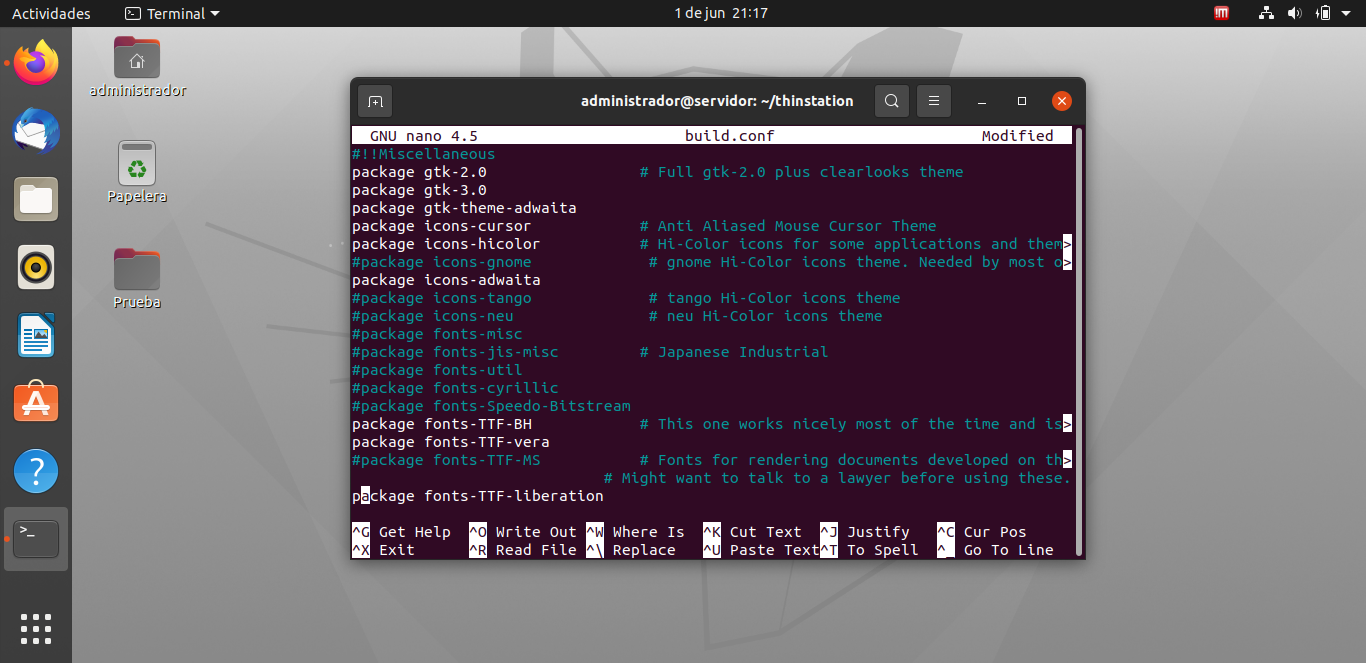 Actividades Terminal 1 de jun 21:17
administrador
Papelera
Prueba
administrador@servidor: ~/thinstation
GNU nano 4.5 build.conf Modified
#!!Miscellaneous
package gtk-2.0 # Full gtk-2.0 plus clearlooks theme
package gtk-3.0
package gtk-theme-adwaita
package icons-cursor # Anti Aliased Mouse Cursor Theme
package icons-hicolor # Hi-Color icons for some applications and them>
#package icons-gnome # gnome Hi-Color icons theme. Needed by most o>
package icons-adwaita
#package icons-tango # tango Hi-Color icons theme
#package icons-neu # neu Hi-Color icons theme
#package fonts-misc
#package fonts-jis-misc # Japanese Industrial
#package fonts-util
#package fonts-cyrillic
#package fonts-Speedo-Bitstream
package fonts-TTF-BH # This one works nicely most of the time and is>
package fonts-TTF-vera
#package fonts-TTF-MS # Fonts for rendering documents developed on th>
# Might want to talk to a lawyer before using these.
package fonts-TTF-liberation
^G Get Help ^O Write Out ^W Where Is ^K Cut Text ^J Justify ^C Cur Pos
^X Exit ^R Read File ^\ Replace ^U Paste Text ^T To Spell ^_ Go To Line